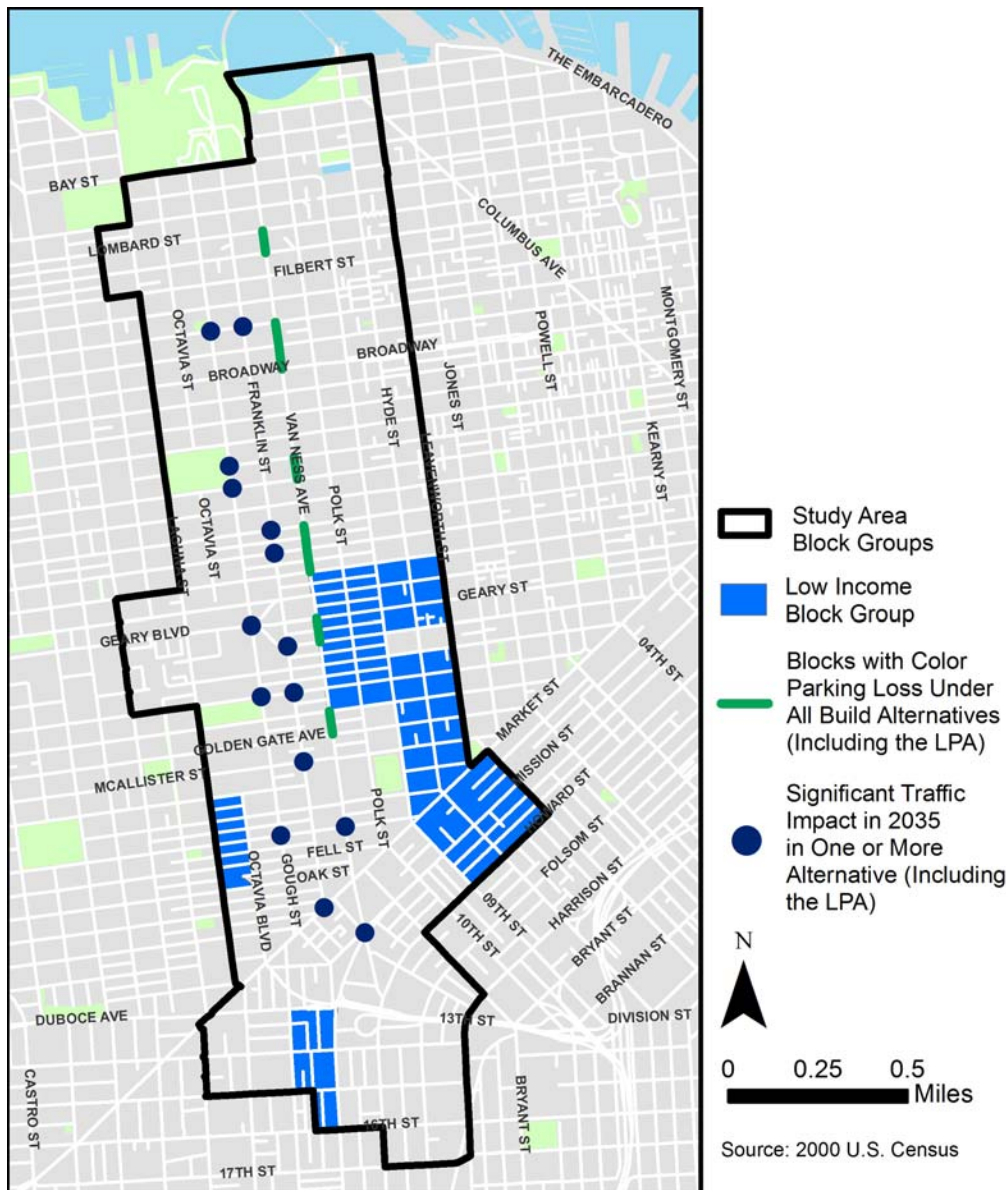 THE EMBARCADERO
BAY ST
COLUMBUS AVE
LOMBARD ST
FILBERT ST
MONTGOMERY ST
OCTAVIA ST
POWELL ST
BROADWAY
BROADWAY
JONES ST
FRANKLIN ST
HYDE ST
VAN NESS AVE
KEARNY ST
LEAVENWORTH ST
POLK ST
OCTAVIA ST
LAGUNA ST
GEARY ST
GEARY BLVD
04TH ST
MARKET ST
GOLDEN GATE AVE
MISSION ST
MCALLISTER ST
HOWARD ST
POLK ST
FELL ST
FOLSOM ST
OAK ST
GOUGH ST
OCTAVIA BLVD
HARRISON ST
09TH ST
10TH ST
BRYANT ST
BRANNAN ST
DUBOCE AVE
13TH ST
DIVISION ST
CASTRO ST
BRYANT ST
16TH ST
17TH ST
Study Area
Block Groups
Low Income
Block Group
Blocks with Color
Parking Loss Under
All Build Alternatives
(Including the LPA)
Significant Traffic
Impact in 2035
in One or More
Alternative (Including
the LPA)
N
0 0.25 0.5
Miles
Source: 2000 U.S. Census